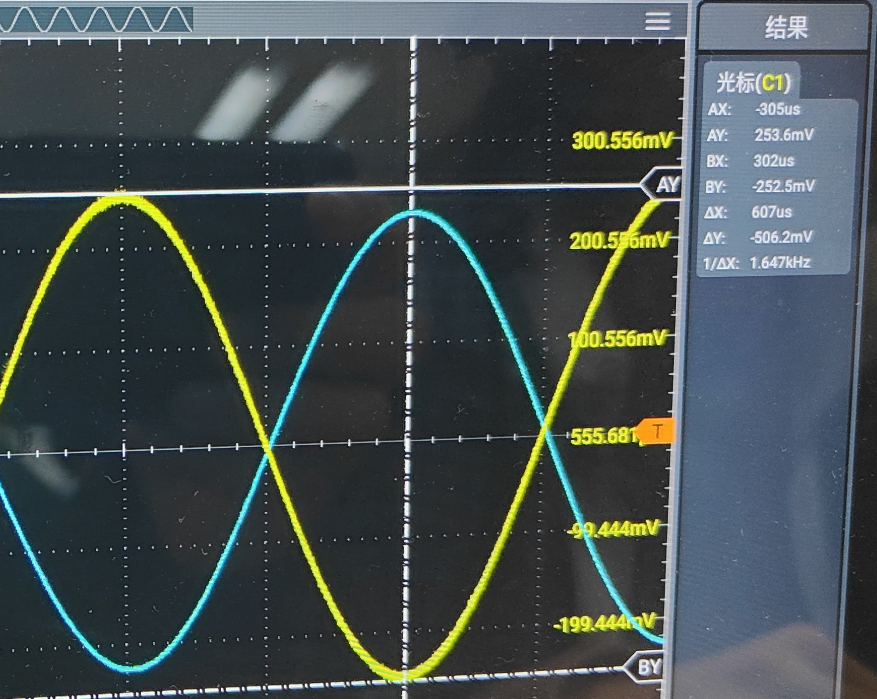 结果
光标(C1)
AX: -305us
AY: 253.6mV
BX: 302us
BY: -252.5mV
ΔX: 607us
ΔY: -506.2mV
1/ΔX: 1.647kHz
300.556mV
AY
200.556mV
100.556mV
555.681
T
-99.444mV
-199.444mV
BY